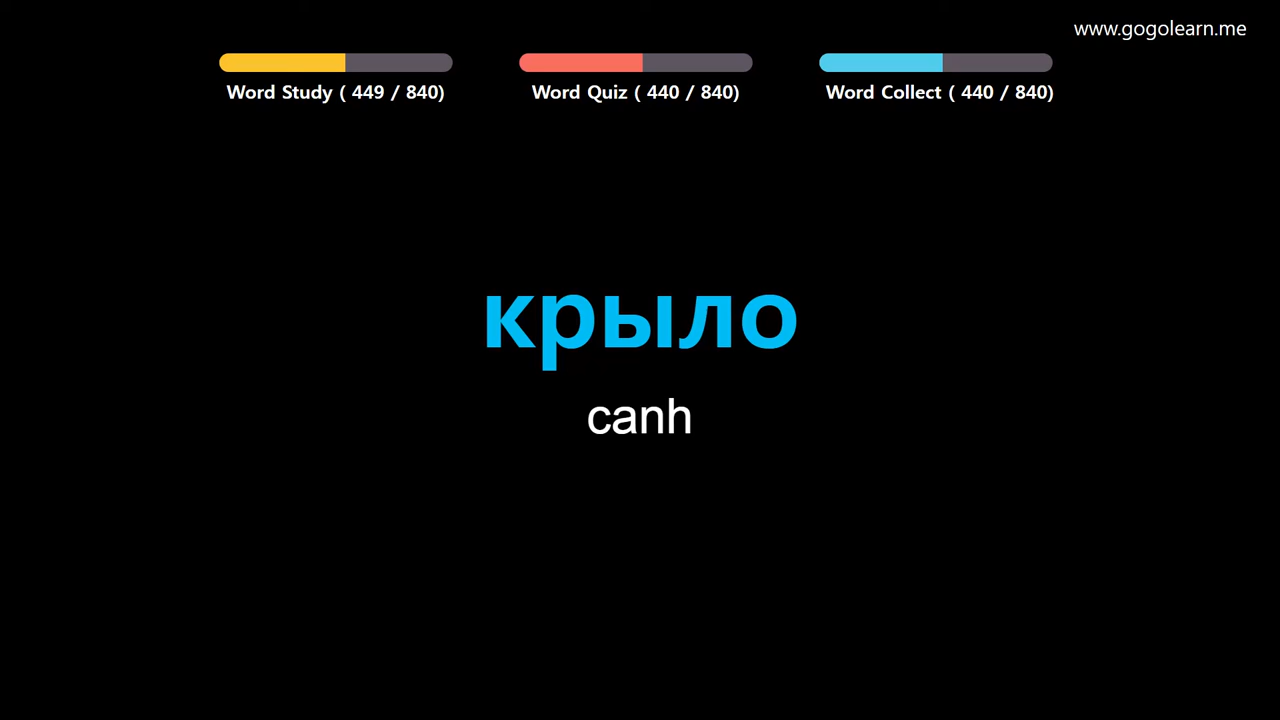 www.gogolearn.me
Word Study ( 449 / 840)
Word Quiz ( 440 / 840)
Word Collect ( 440 / 840)
крыло
canh